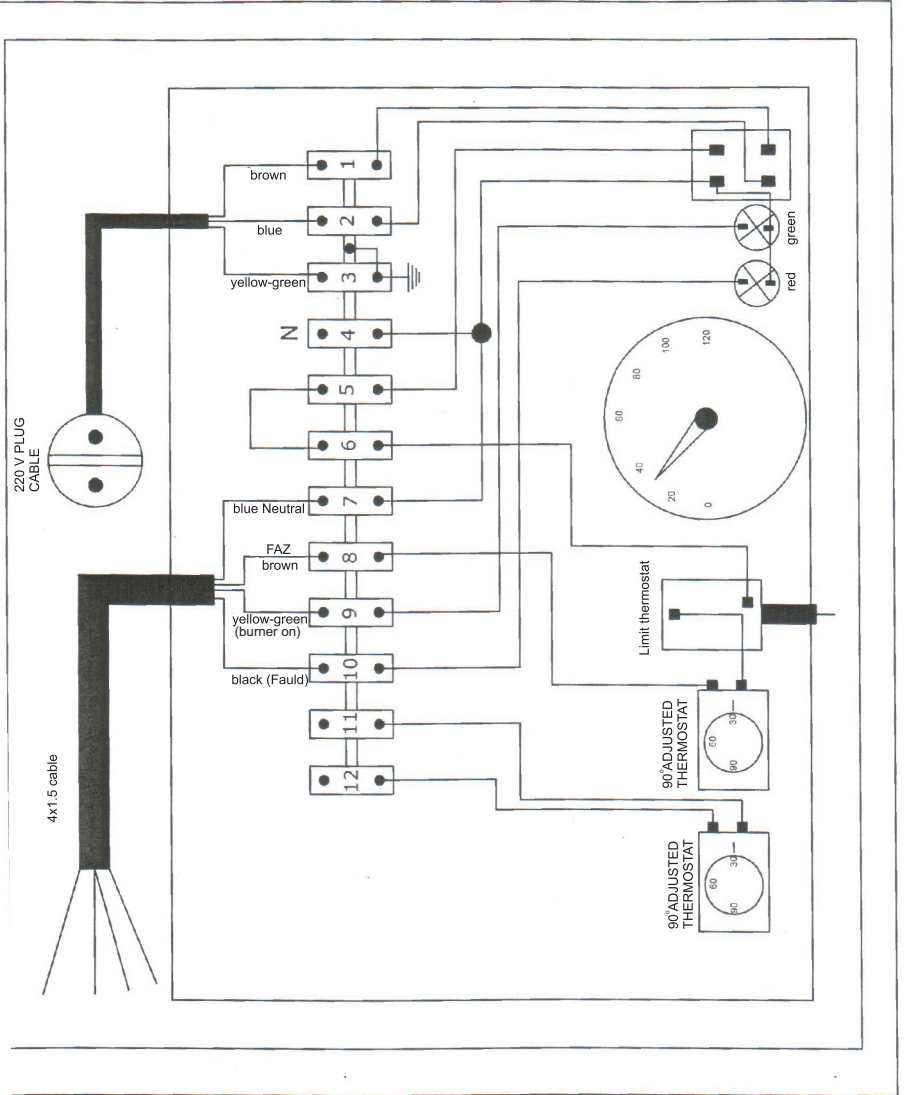 220 V PLUG
CABLE
4x1.5 cable
brown
blue
yellow-green
N
blue Neutral
FAZ
brown
yellow-green
(burner on)
black (Fauld)
1
2
3
4
5
6
7
8
9
10
11
12
green
red
0
20
40
60
80
100
120
Limit thermostat
90°ADJUSTED
THERMOSTAT
30
60
90
90°ADJUSTED
THERMOSTAT
30
60
90